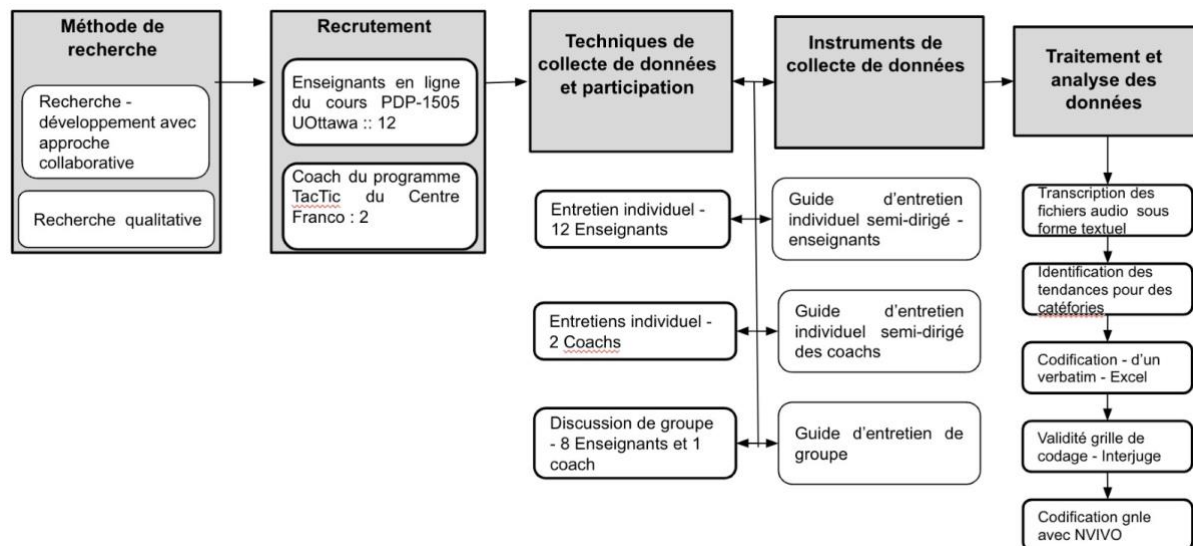 Méthode de
recherche
Recherche -
développement avec
approche
collaborative
Recherche qualitative
Recrutement
Enseignants en ligne
du cours PDP-1505
UOttawa :: 12
Coach du programme
TacTic du Centre
Franco : 2
Techniques de
collecte de données
et participation
Entretien individuel -
12 Enseignants
Entretiens individuel -
2 Coachs
Discussion de groupe
- 8 Enseignants et 1
coach
Instruments de
collecte de données
Guide d'entretien
individuel semi-dirigé -
enseignants
Guide d'entretien
individuel semi-dirigé
des coachs
Guide d'entretien de
groupe
Traitement et
analyse des
données
Transcription des
fichiers audio sous
forme textuel
Identification des
tendances pour des
catéfories
Codification - d'un
verbatim - Excel
Validité grille de
codage - Interjuge
Codification gnle
avec NVIVO